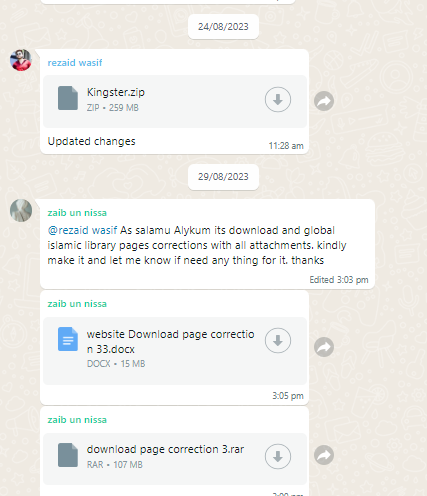 24/08/2023
rezaid wasif
Kingster.zip
ZIP • 259 MB
Updated changes
11:28 am
29/08/2023
zaib un nissa
@rezaid wasif As salamu Alykum its download and global
islamic library pages corrections with all attachments. kindly
make it and let me know if need any thing for it. thanks
Edited 3:03 pm
zaib un nissa
website Download page correctio
n 33.docx
DOCX • 15 MB
3:05 pm
zaib un nissa
download page correction 3.rar
RAR • 107 MB